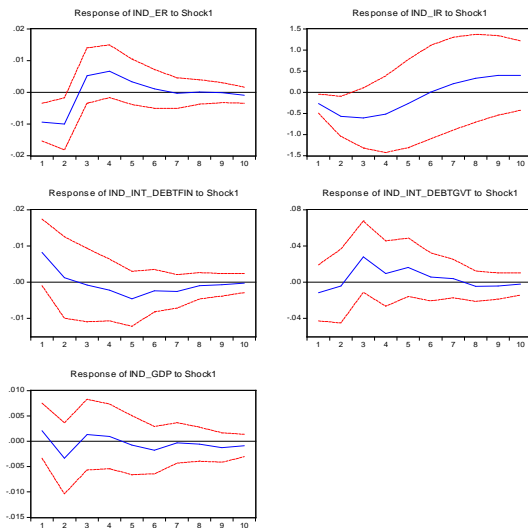 Response of IND_ER to Shock1
.02
.01
.00
-.01
-.02
1 2 3 4 5 6 7 8 9 10
Response of IND_IR to Shock1
1.5
1.0
0.5
0.0
-0.5
-1.0
-1.5
1 2 3 4 5 6 7 8 9 10
Response of IND_INT_DEBTFIN to Shock1
.02
.01
.00
-.01
1 2 3 4 5 6 7 8 9 10
Response of IND_INT_DEBTGVT to Shock1
.08
.04
.00
-.04
1 2 3 4 5 6 7 8 9 10
Response of IND_GDP to Shock1
.010
.005
.000
-.005
-.010
-.015
1 2 3 4 5 6 7 8 9 10